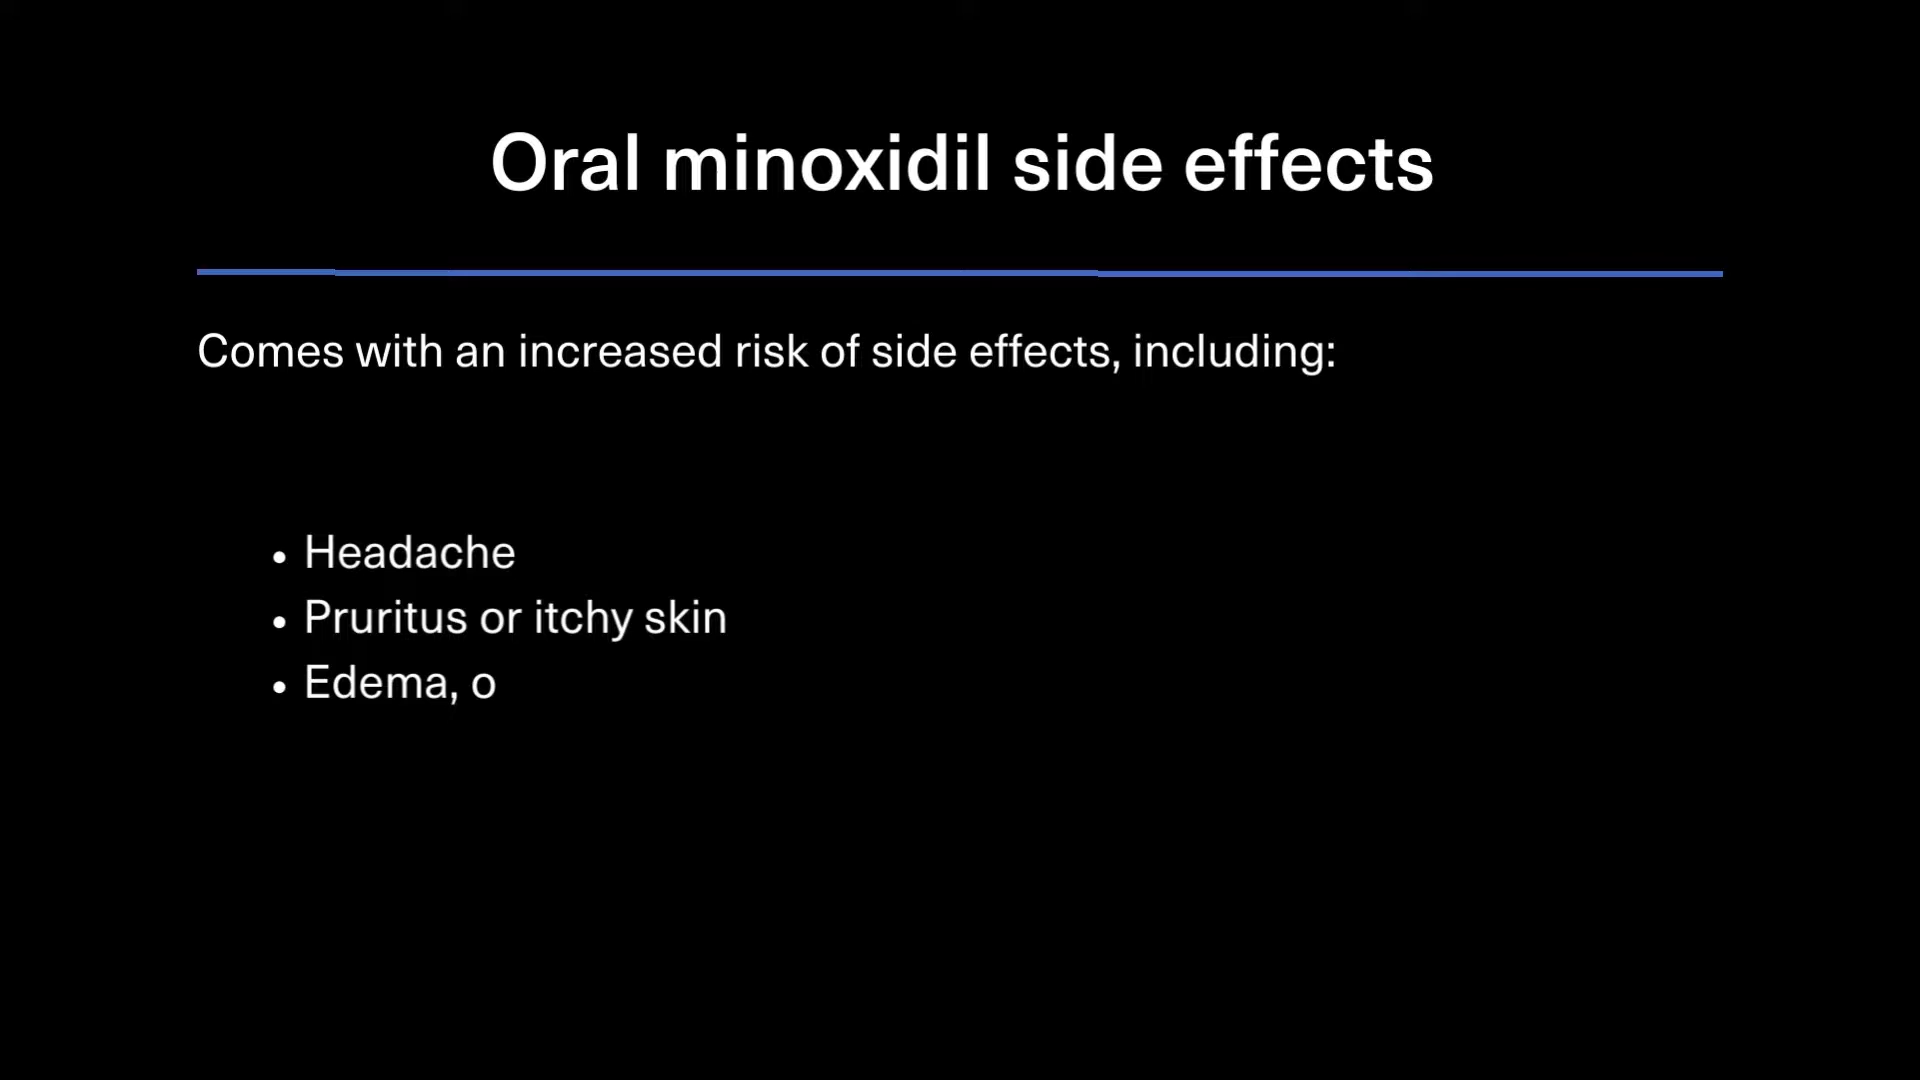 Oral minoxidil side effects
Comes with an increased risk of side effects, including:
• Headache
• Pruritus or itchy skin
• Edema, o